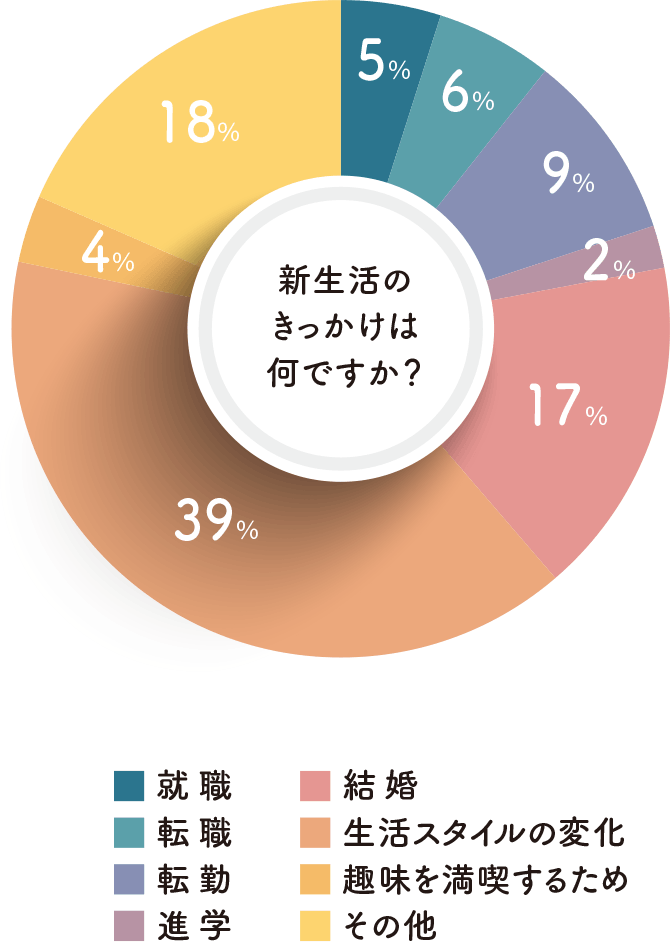 5%
6%
9%
2%
17%
39%
4%
18%
新生活の
きっかけは
何ですか？
就職
転職
転勤
進学
結婚
生活スタイルの変化
趣味を満喫するため
その他